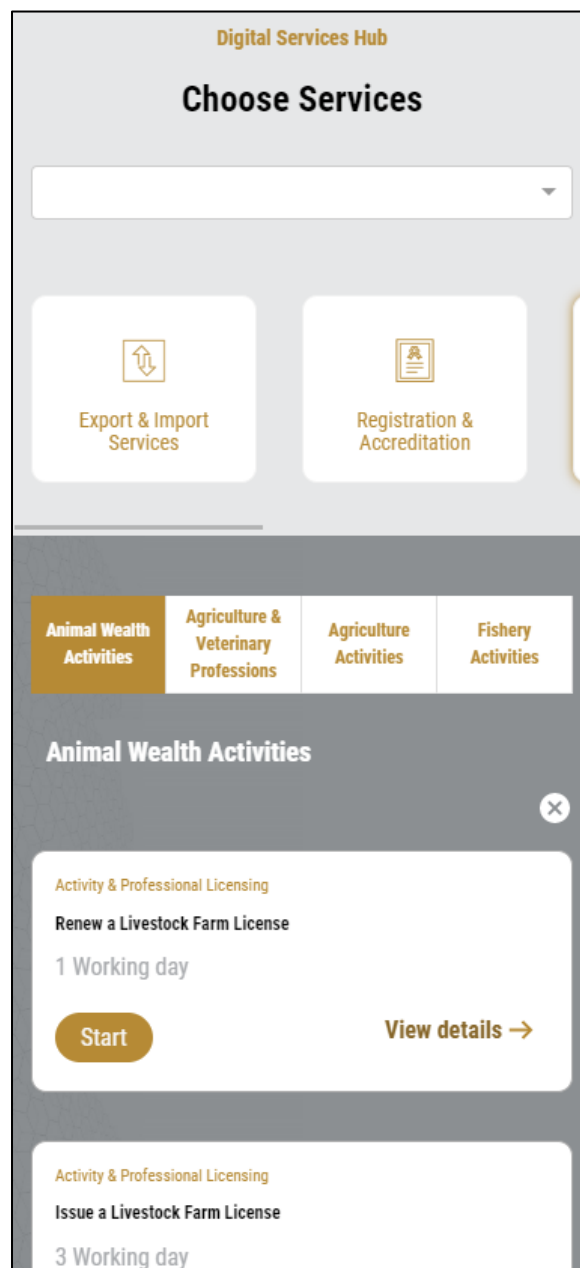 Digital Services Hub
Choose Services
Export & Import
Services
Registration &
Accreditation
Animal Wealth
Activities
Agriculture &
Veterinary
Professions
Agriculture
Activities
Fishery
Activities
Animal Wealth Activities
Activity & Professional Licensing
Renew a Livestock Farm License
1 Working day
Start
View details →
Activity & Professional Licensing
Issue a Livestock Farm License
3 Working day